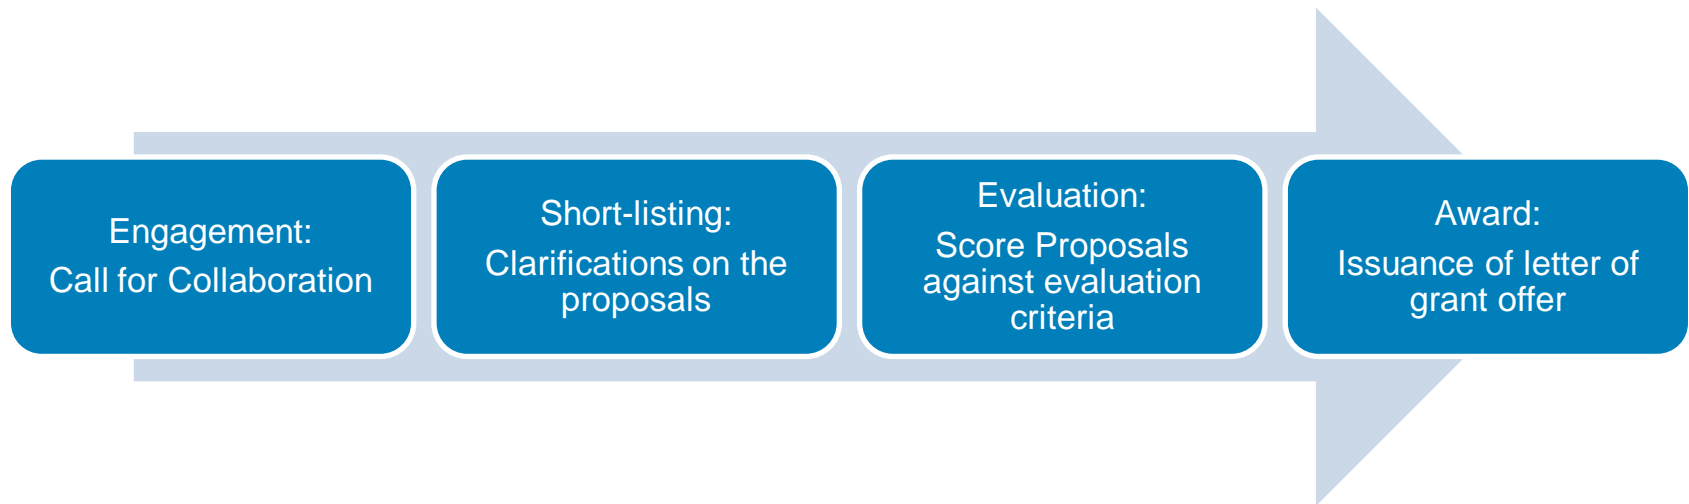 Engagement:
Call for Collaboration
Short-listing:
Clarifications on the
proposals
Evaluation:
Score Proposals
against evaluation
criteria
Award:
Issuance of letter of
grant offer